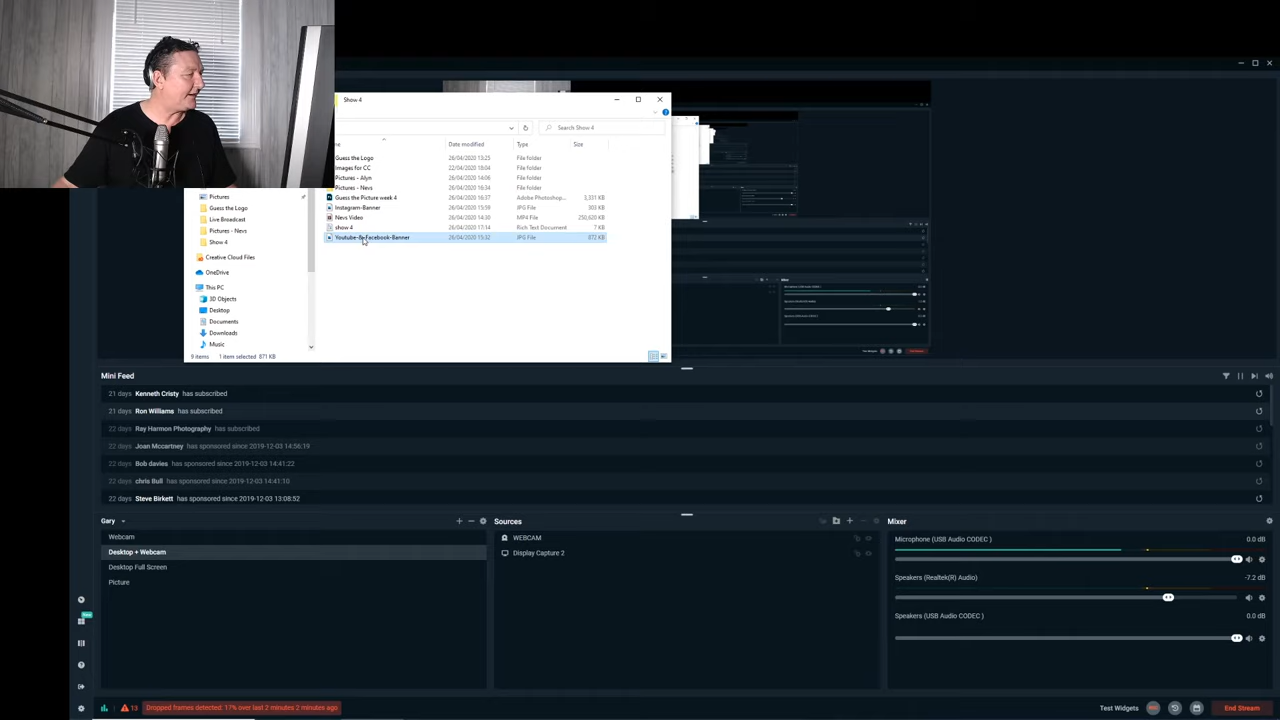 Show 4
Search Show 4
Date modified
Type
Size
Guess the Logo
26/04/2020 13:25
File folder
Images for CC
22/04/2020 18:04
File folder
Pictures - Alyn
26/04/2020 14:06
File folder
Pictures - Nevs
26/04/2020 16:34
File folder
Guess the Picture week 4
26/04/2020 16:37
Adobe Photoshop...
3,331 KB
Instagram-Banner
26/04/2020 15:59
JPG File
303 KB
Nevs Video
26/04/2020 14:30
MP4 File
250,620 KB
show 4
26/04/2020 17:14
Rich Text Document
7 KB
26/04/2020 15:32
JPG File
872 KB
Pictures
Guess the Logo
Live Broadcast
Pictures - Nevs
Show 4
Creative Cloud Files
OneDrive
This PC
3D Objects
Desktop
Documents
Downloads
Music
9 items
1 item selected 871 KB
Mini Feed
21 days Kenneth Cristy has subscribed
21 days Ron Williams has subscribed
22 days Ray Harmon Photography has subscribed
22 days Joan Mccartney has sponsored since 2019-12-03 14:56:19
22 days Bob davies has sponsored since 2019-12-03 14:41:22
22 days chris Bull has sponsored since 2019-12-03 14:41:10
22 days Steve Birkett has sponsored since 2019-12-03 13:08:52
Gary
Webcam
Desktop + Webcam
Desktop Full Screen
Picture
Sources
WEBCAM
Display Capture 2
Mixer
Microphone (USB Audio CODEC )
0.0 dB
Speakers (Realtek(R) Audio)
-7.2 dB
Speakers (USB Audio CODEC )
0.0 dB
New
13
Dropped frames detected: 17% over last 2 minutes 2 minutes ago
Test Widgets
REC
End Stream